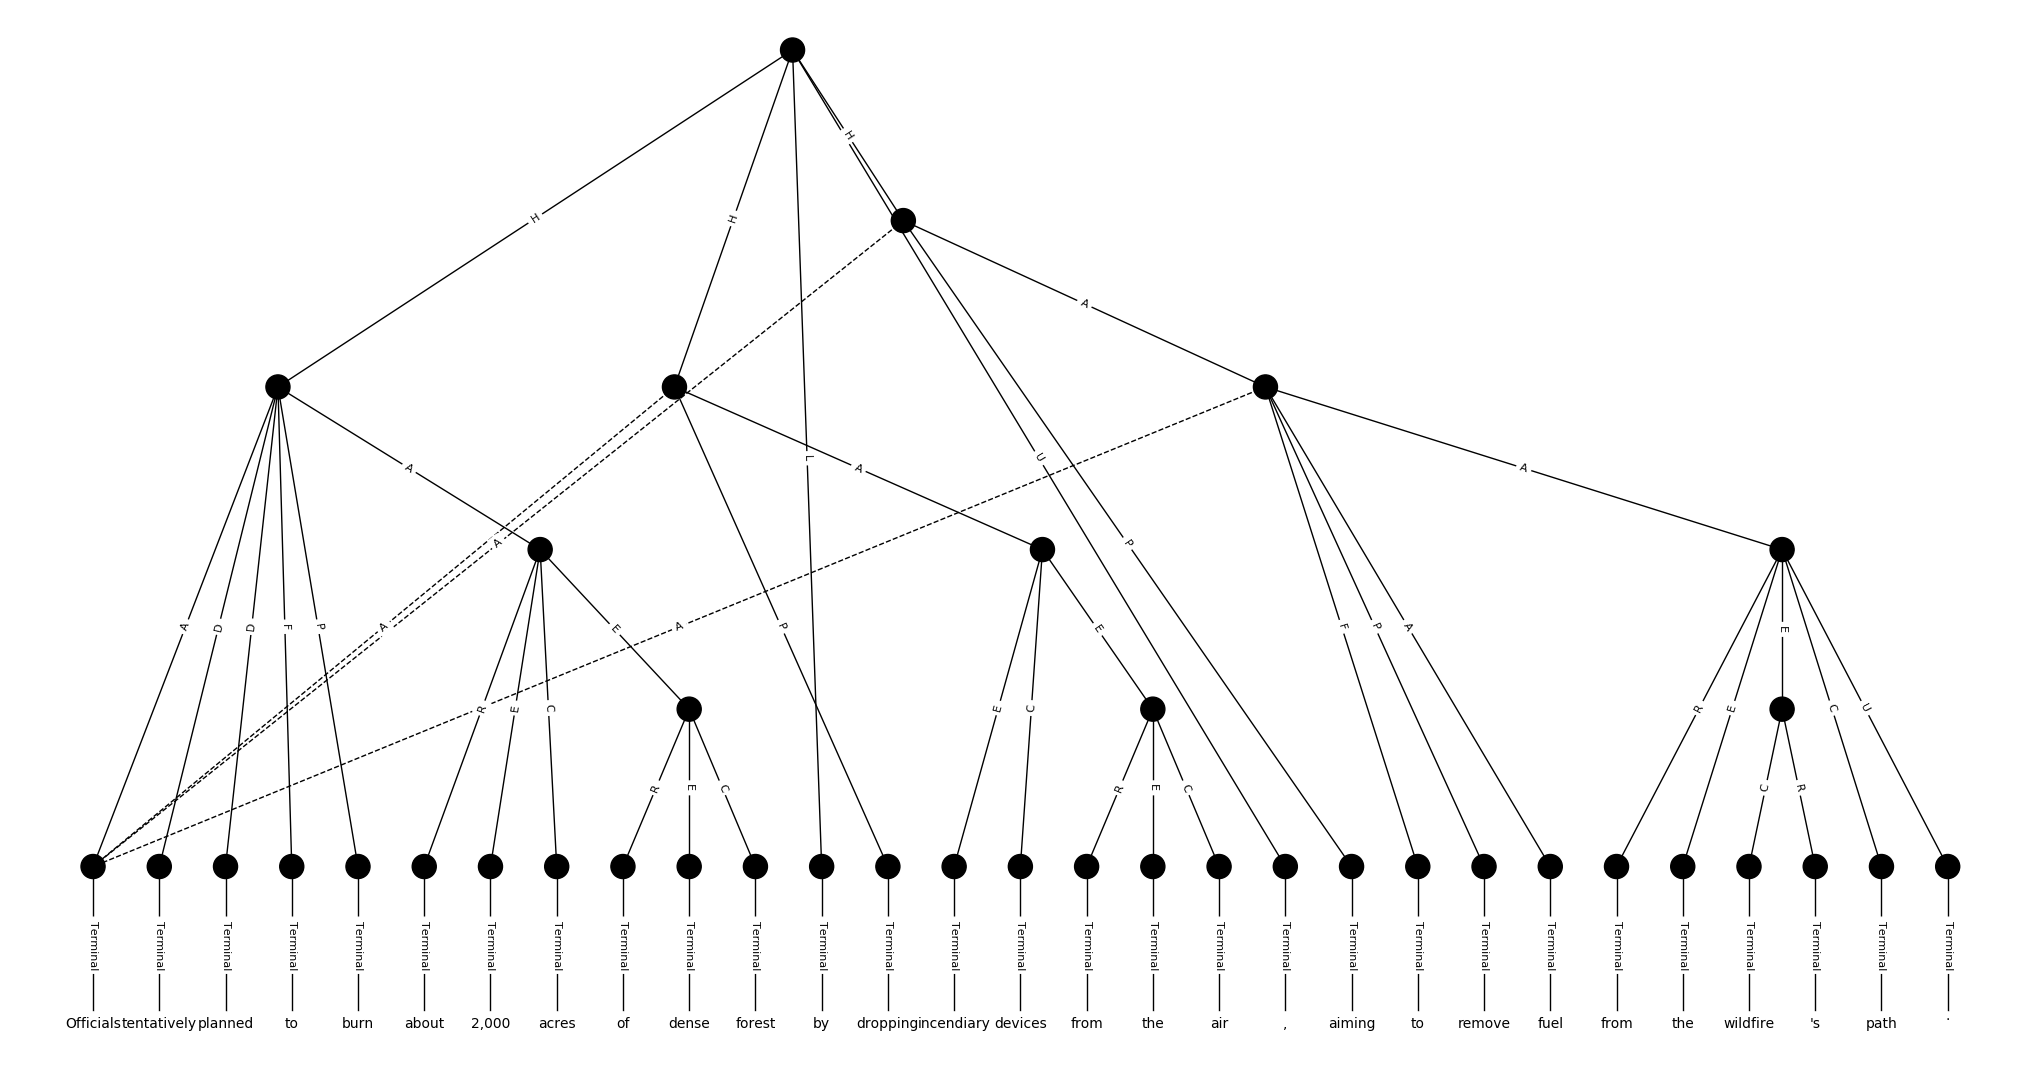 H
H
H
A
A
L
A
U
A
A
P
A
D
D
F
P
A
E
A
P
E
F
P
A
R
E
E
R
E
C
E
C
C
U
R
E
C
R
E
C
C
R
Terminal Terminal Terminal Terminal Terminal Terminal Terminal Terminal Terminal Terminal Terminal Terminal Terminal Terminal Terminal Terminal Terminal Terminal Terminal Terminal Terminal Terminal Terminal Terminal Terminal Terminal Terminal Terminal Terminal
Officials tentatively planned to burn about 2,000 acres of dense forest by dropping incendiary devices from the air , aiming to remove fuel from the wildfire 's path .